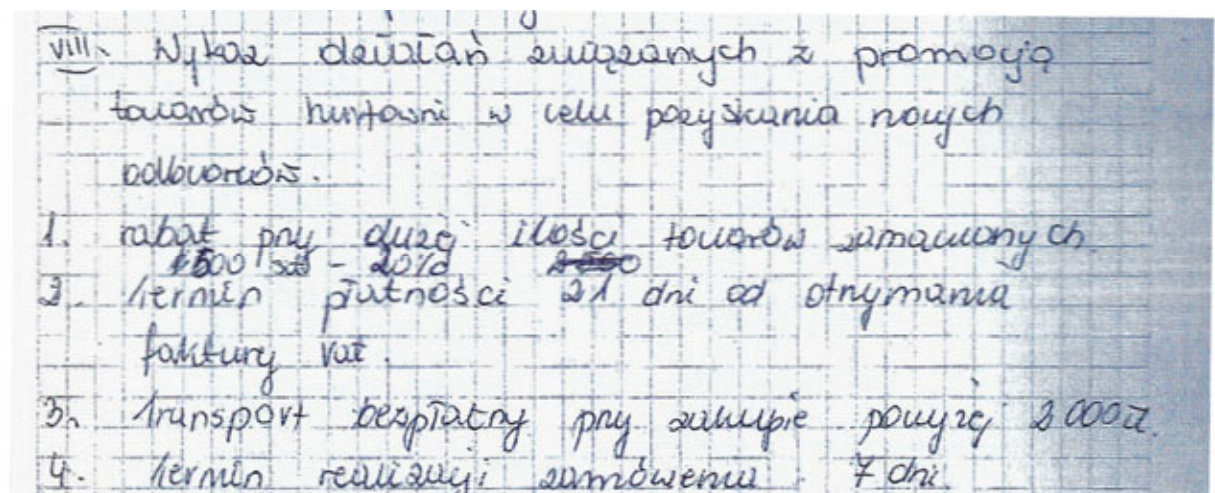 VIII. Wykaz działań związanych z promocją
towarów hurtowni w celu pozyskania nowych
odbiorców.
1. rabat przy dużej ilości towarów zamawianych
500 szt - 20%
2. Termin płatności 21 dni od otrzymania
faktury Vat.
3. Transport bezpłatny przy zakupie powyżej 2 000 zł.
4. Termin realizacji zamówienia 7 dni.